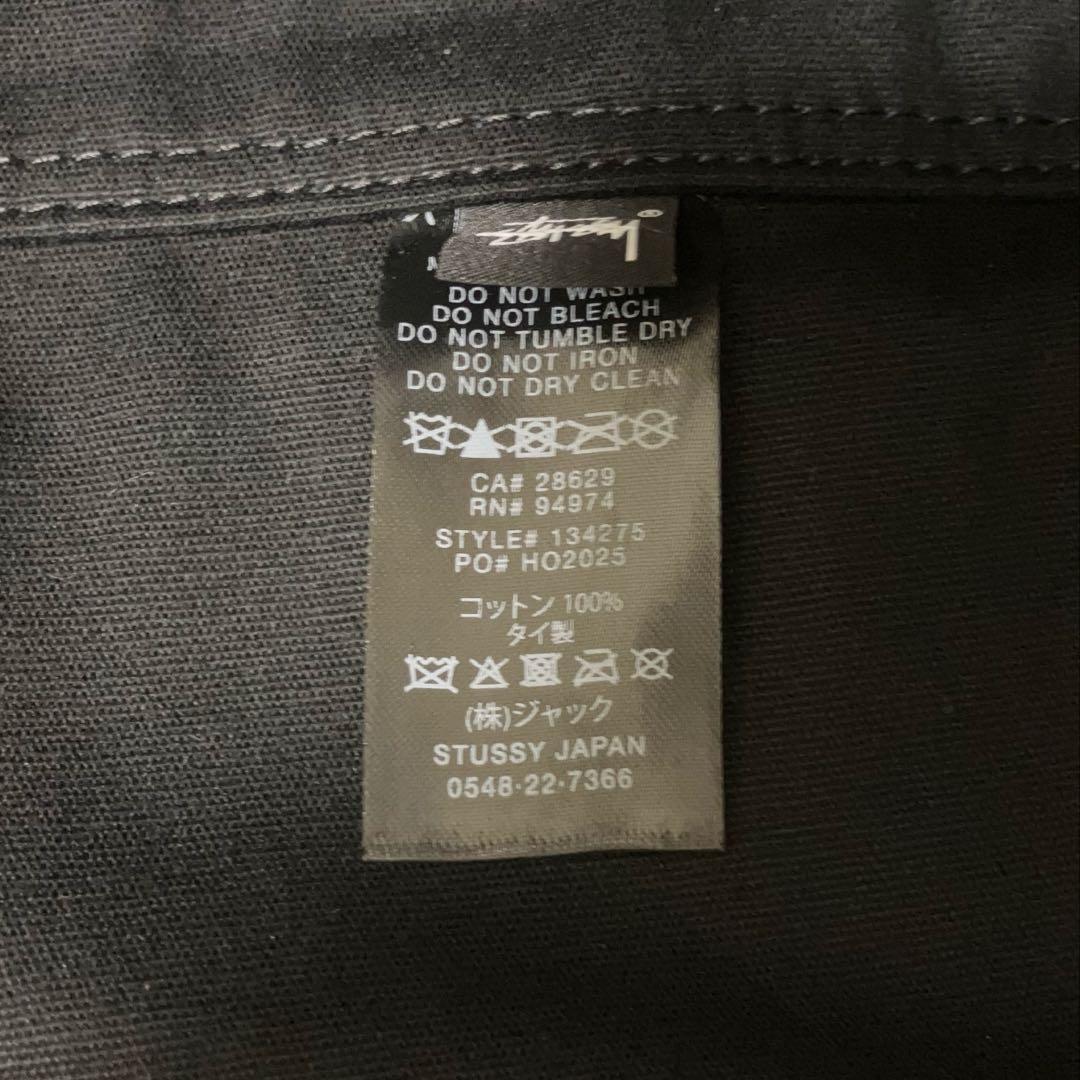 Stüssy®
DO NOT WASH
DO NOT BLEACH
DO NOT TUMBLE DRY
DO NOT IRON
DO NOT DRY CLEAN
CA# 28629
RN# 94974
STYLE# 134275
PO# HO2025
コットン 100%
タイ製
(株)ジャック
STUSSY JAPAN
0548·22·7366